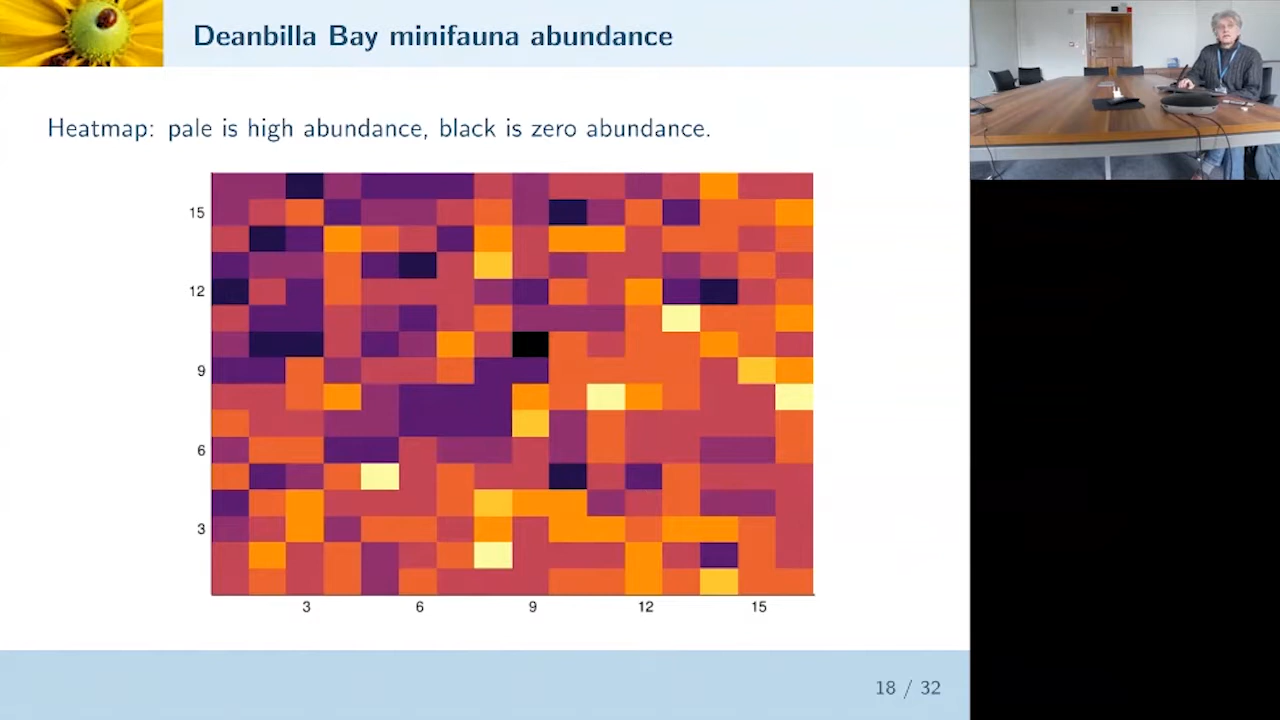 Deanbilla Bay minifauna abundance
Heatmap: pale is high abundance, black is zero abundance.
15
12
9
6
3
3 6 9 12 15
18 / 32